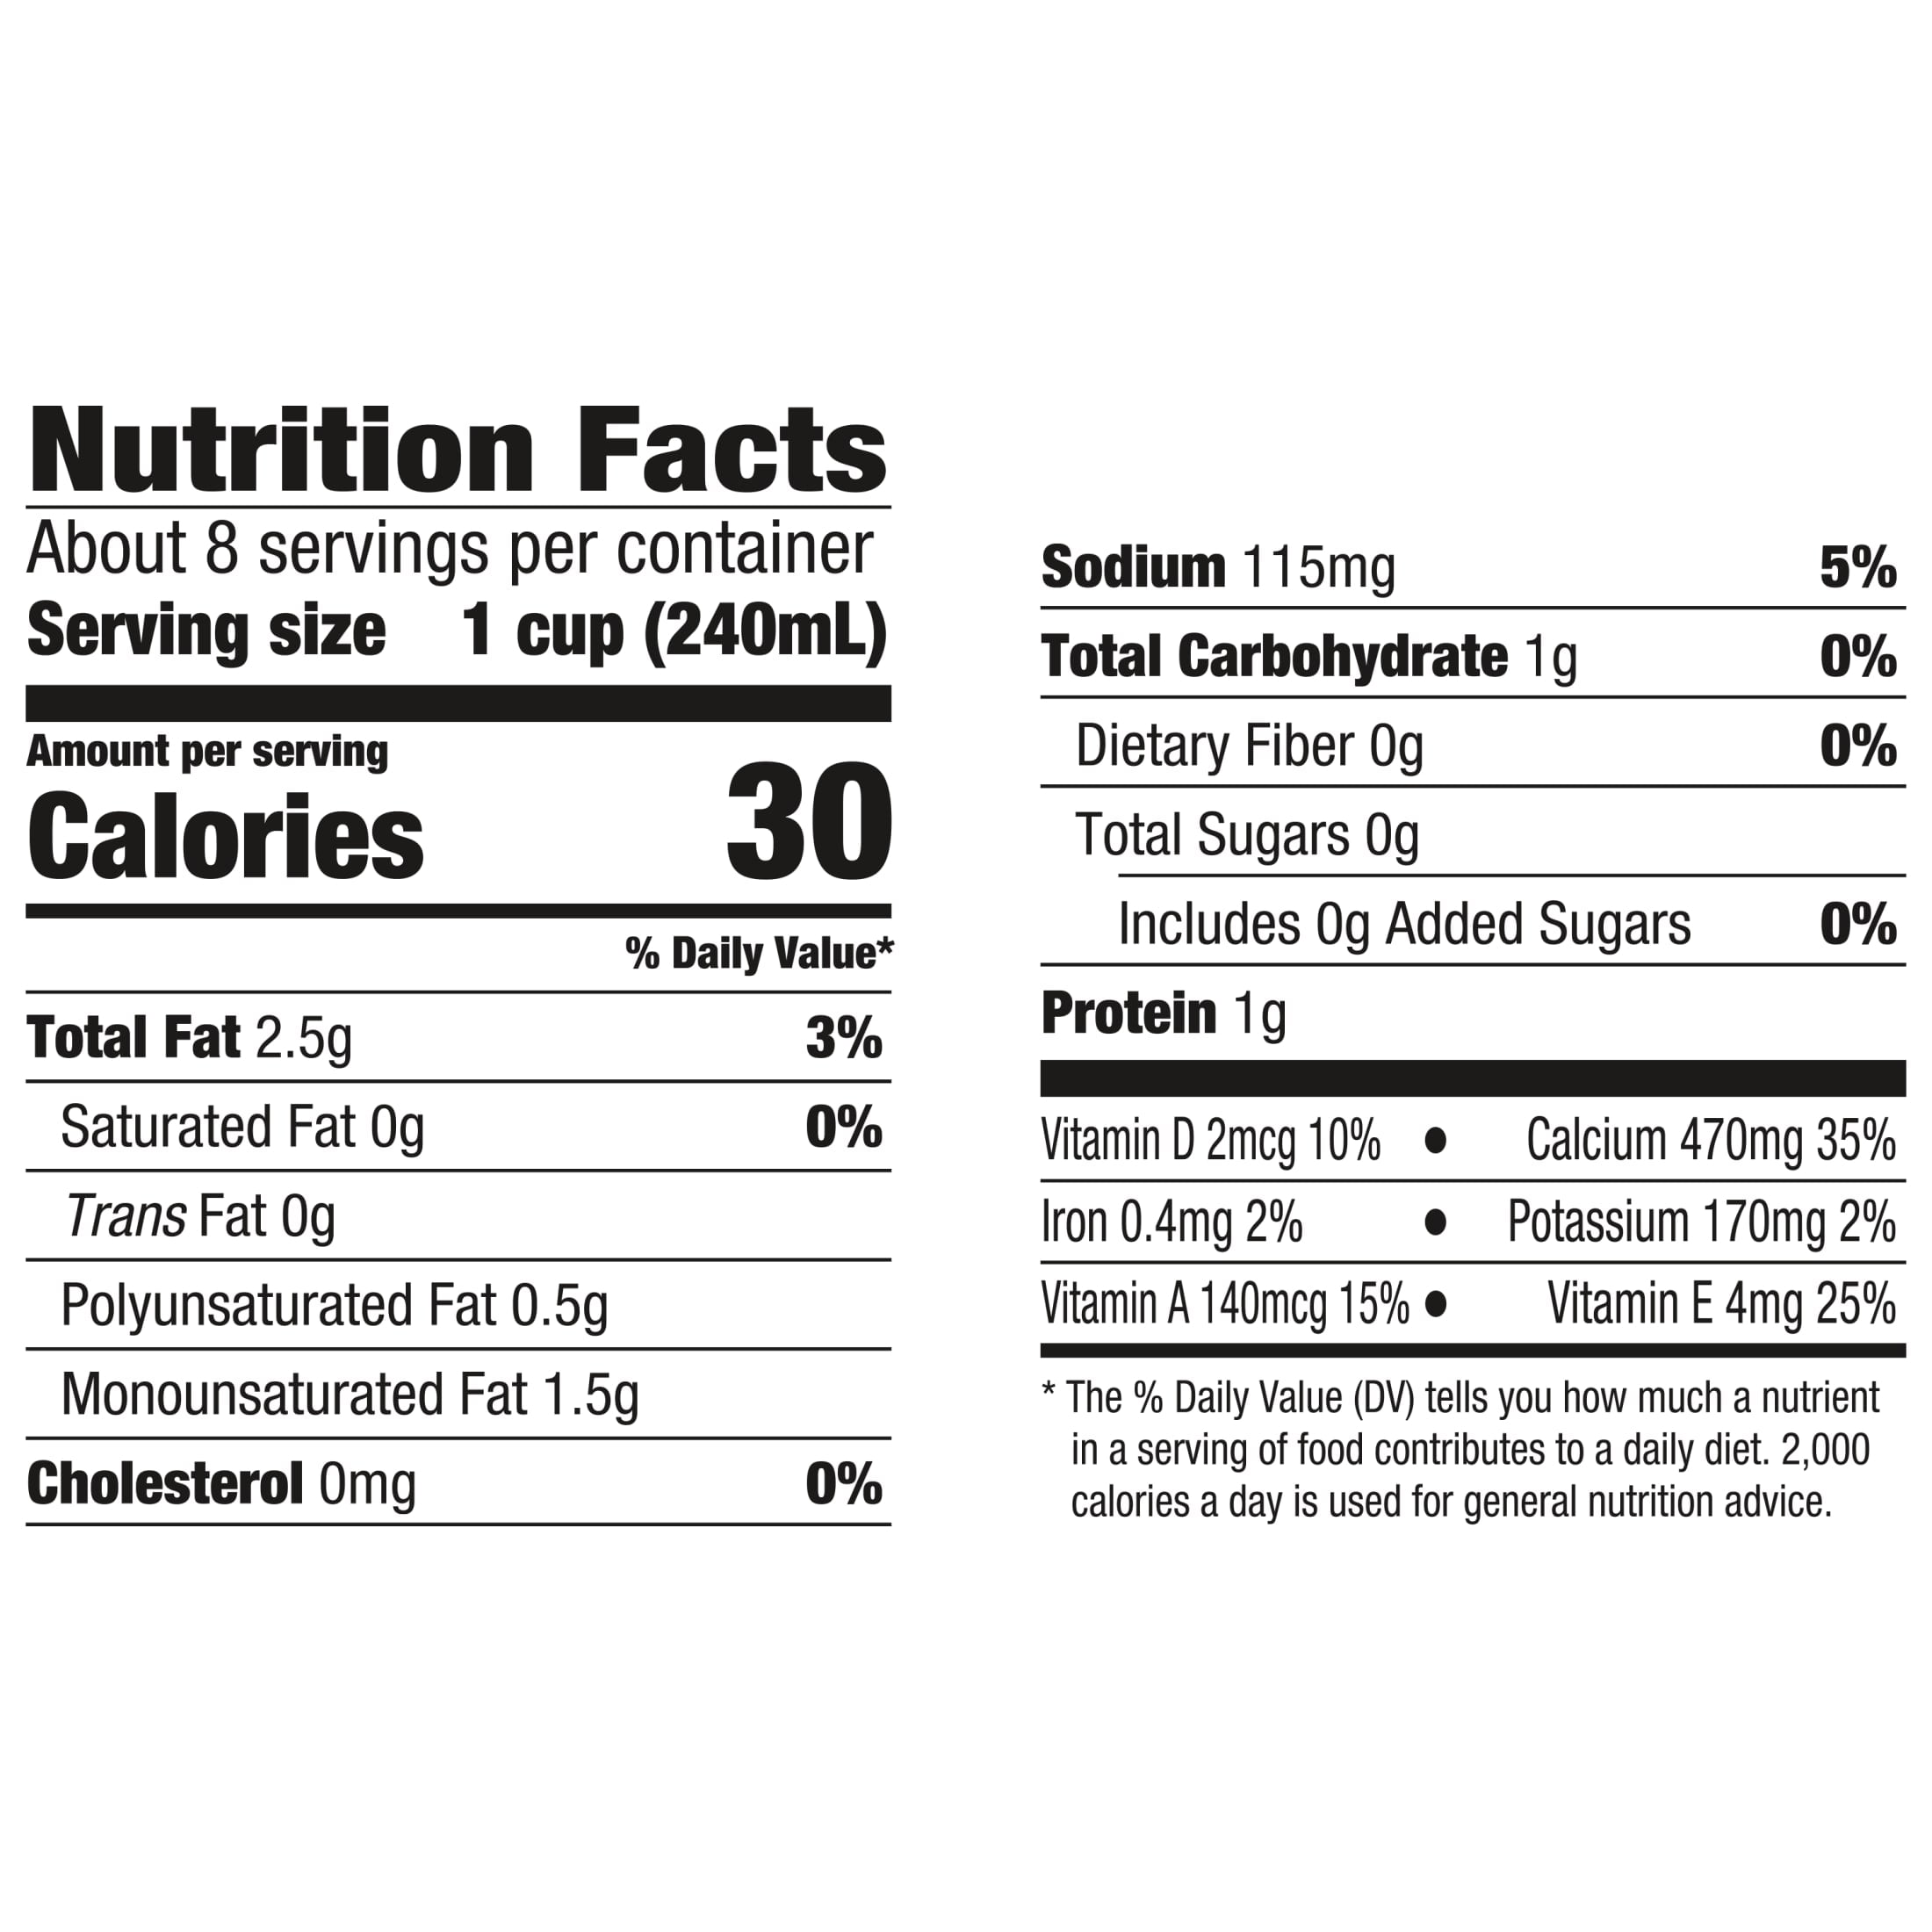 Nutrition Facts
About 8 servings per container
Serving size 1 cup (240mL)
Amount per serving
Calories 30
% Daily Value*
Total Fat 2.5g 3%
Saturated Fat 0g 0%
Trans Fat 0g
Polyunsaturated Fat 0.5g
Monounsaturated Fat 1.5g
Cholesterol 0mg 0%
Sodium 115mg 5%
Total Carbohydrate 1g 0%
Dietary Fiber 0g 0%
Total Sugars 0g
Includes 0g Added Sugars 0%
Protein 1g
Vitamin D 2mcg 10% • Calcium 470mg 35%
Iron 0.4mg 2% • Potassium 170mg 2%
Vitamin A 140mcg 15% • Vitamin E 4mg 25%
* The % Daily Value (DV) tells you how much a nutrient
in a serving of food contributes to a daily diet. 2,000
calories a day is used for general nutrition advice.